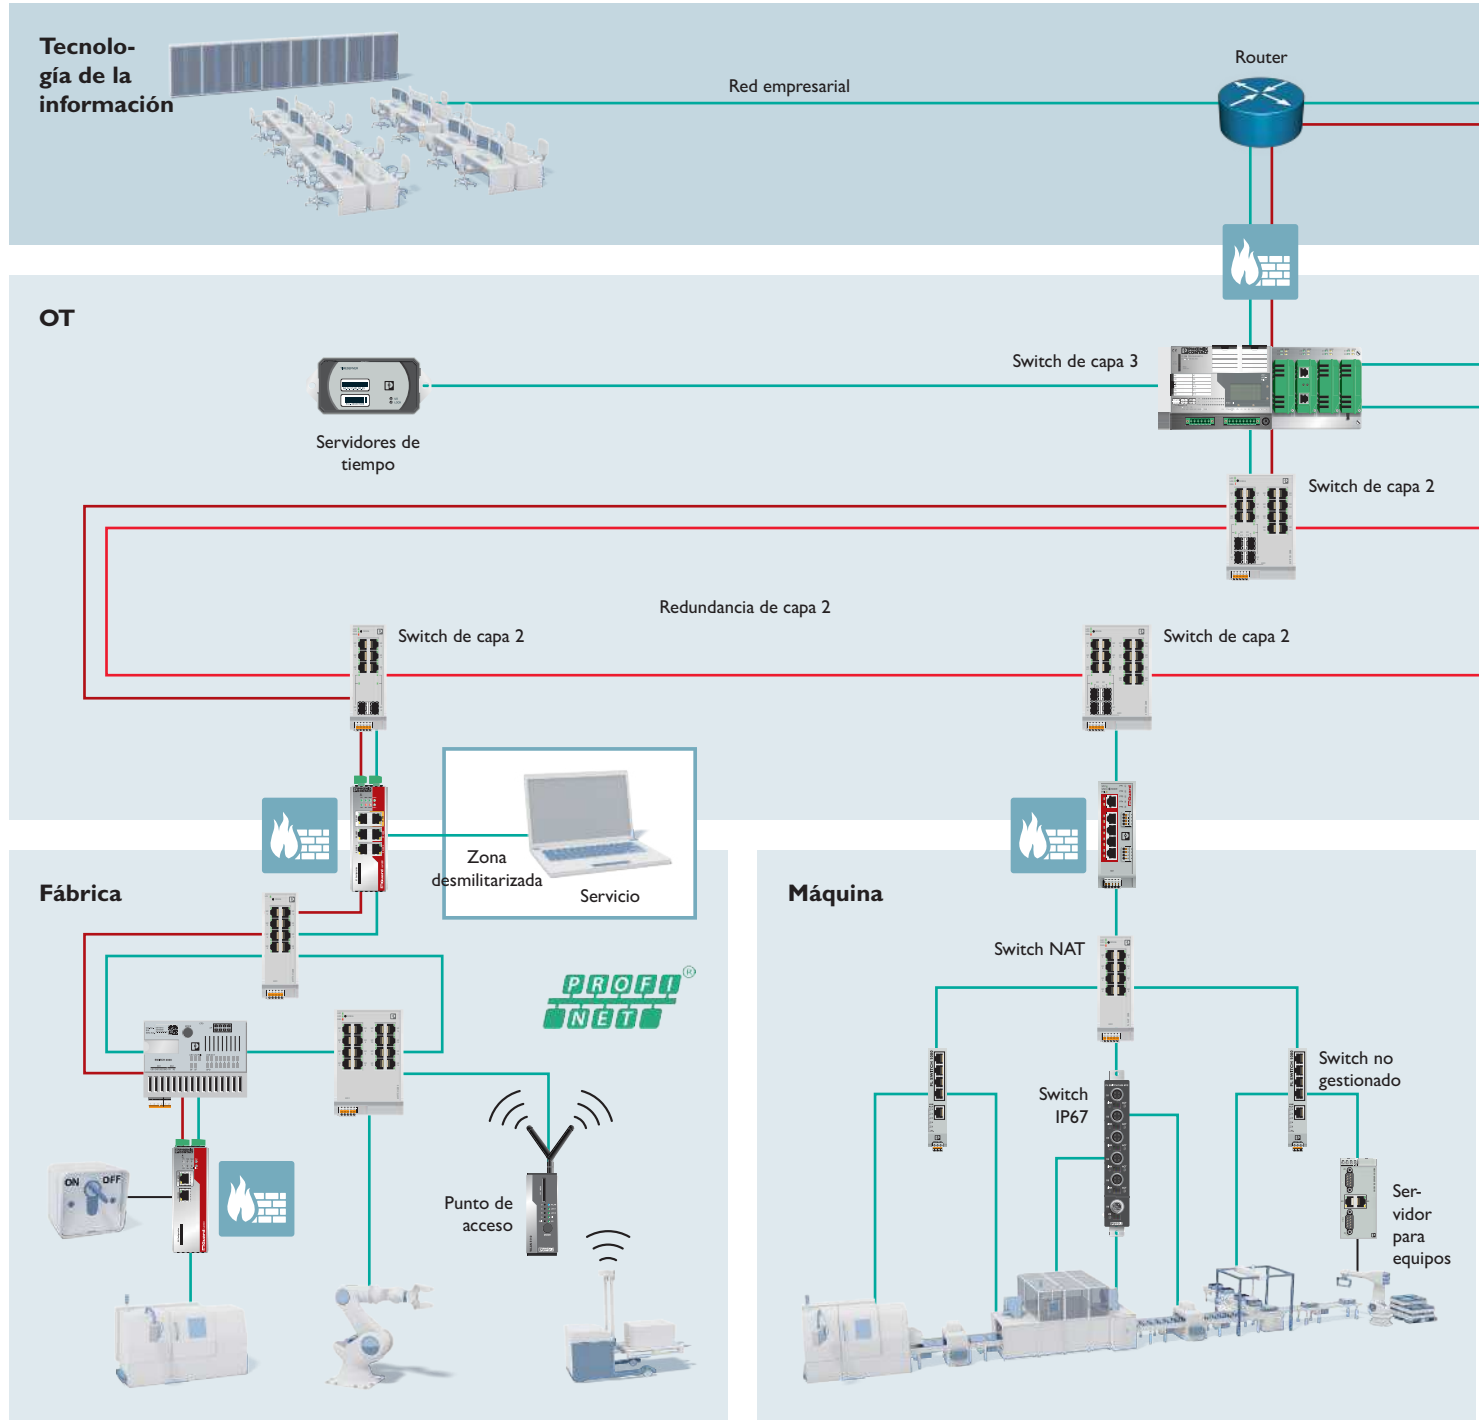 Tecnolo-
gía de la
información
Red empresarial
Router
OT
Switch de capa 3
Servidores de
tiempo
Switch de capa 2
Redundancia de capa 2
Switch de capa 2
Switch de capa 2
Zona
desmilitarizada
Servicio
Fábrica
PROFI
NET
®
ON
OFF
Punto de
acceso
Máquina
Switch NAT
Switch
IP67
Switch no
gestionado
Ser-
vidor
para
equipos